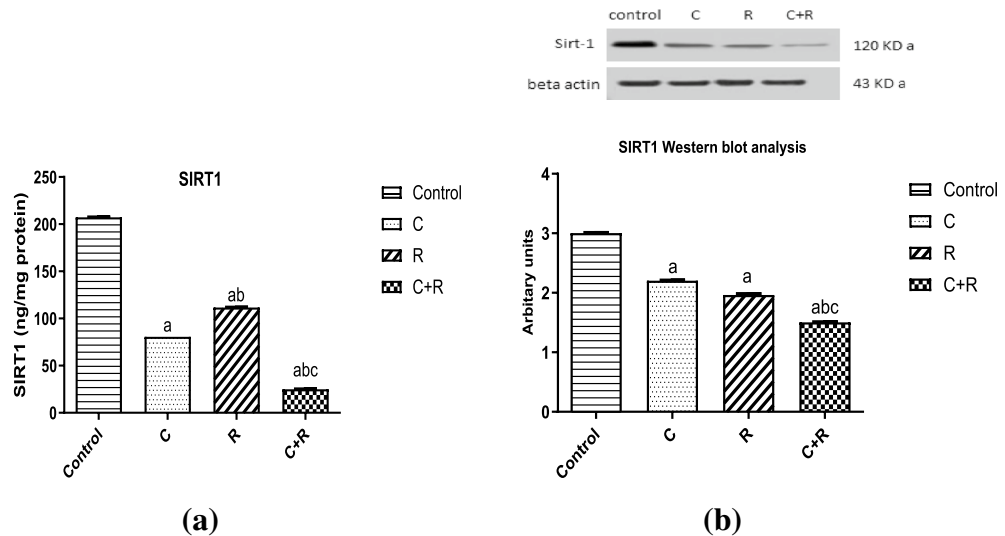 control C R C+R
Sirt-1 120 KD a
beta actin 43 KD a
SIRT1
SIRT1 (ng/mg protein)
250
200
150
100
50
0
a
ab
abc
Control
C
R
C+R
Control
C
R
C+R
(a)
SIRT1 Western blot analysis
Arbitary units
4
3
2
1
0
a
a
abc
Control
C
R
C+R
Control
C
R
C+R
(b)